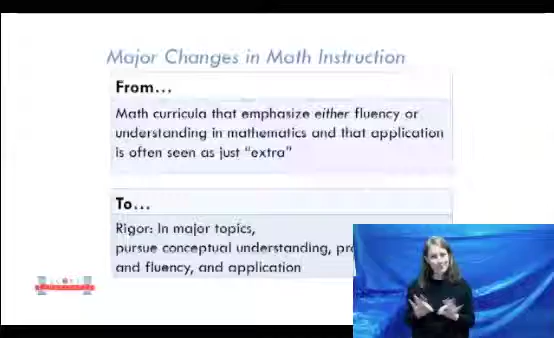 Major Changes in Math Instruction
From...
Math curricula that emphasize either fluency or
understanding in mathematics and that application
is often seen as just "extra"
To...
Rigor: In major topics,
pursue conceptual understanding,
and fluency, and application